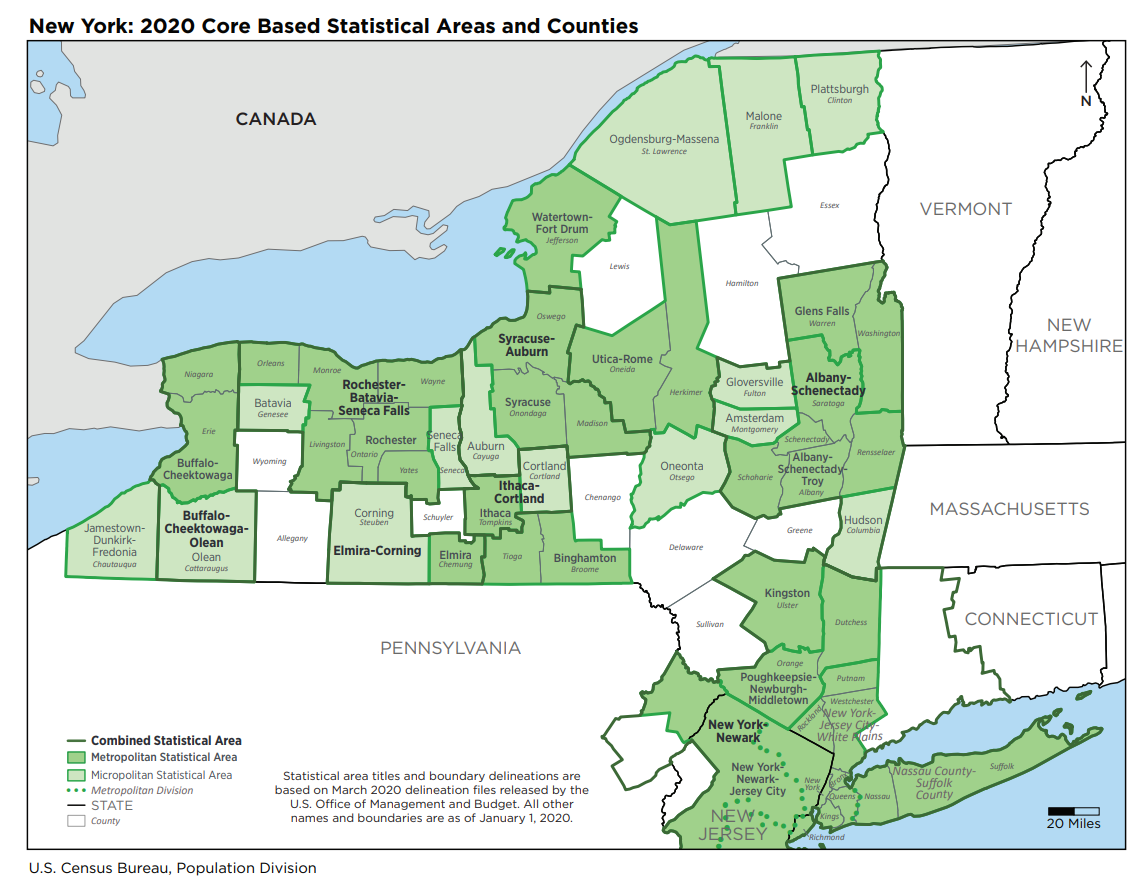 New York: 2020 Core Based Statistical Areas and Counties
CANADA
N
Plattsburgh
Clinton
Malone
Franklin
Ogdensburg-Massena
St. Lawrence
Essex
VERMONT
Watertown-
Fort Drum
Jefferson
Lewis
Hamilton
NEW
HAMPSHIRE
Glens Falls
Warren
Washington
Oswego
Syracuse-
Auburn
Utica-Rome
Oneida
Herkimer
Niagara
Orleans
Monroe
Wayne
Rochester-
Batavia-
Seneca Falls
Batavia
Genesee
Syracuse
Onondaga
Madison
Gloversville
Fulton
Albany-
Schenectady
Saratoga
Amsterdam
Montgomery
Schenectady
Erie
Livingston
Rochester
Ontario
Yates
Seneca
Falls
Seneca
Auburn
Cayuga
Wyoming
Buffalo-
Cheektowaga
Cortland
Cortland
Ithaca-
Cortland
Ithaca
Tompkins
Chenango
Oneonta
Otsego
Schoharie
Albany-
Schenectady-
Troy
Albany
Rensselaer
MASSACHUSETTS
Jamestown-
Dunkirk-
Fredonia
Chautauqua
Buffalo-
Cheektowaga-
Olean
Olean
Cattaraugus
Allegany
Corning
Steuben
Schuyler
Elmira-Corning
Elmira
Chemung
Tioga
Binghamton
Broome
Delaware
Greene
Hudson
Columbia
PENNSYLVANIA
Sullivan
Kingston
Ulster
Dutchess
CONNECTICUT
Orange
Poughkeepsie-
Newburgh-
Middletown
Putnam
Westchester
Rockland
New York-
Jersey City-
White Plains
New York-
Newark
New York-
Newark-
Jersey City
New
York
Bronx
Queens
Kings
Richmond
Nassau
Nassau County-
Suffolk
County
Suffolk
NEW
JERSEY
Combined Statistical Area
Metropolitan Statistical Area
Micropolitan Statistical Area
Metropolitan Division
STATE
County
Statistical area titles and boundary delineations are
based on March 2020 delineation files released by the
U.S. Office of Management and Budget. All other
names and boundaries are as of January 1, 2020.
20 Miles
U.S. Census Bureau, Population Division